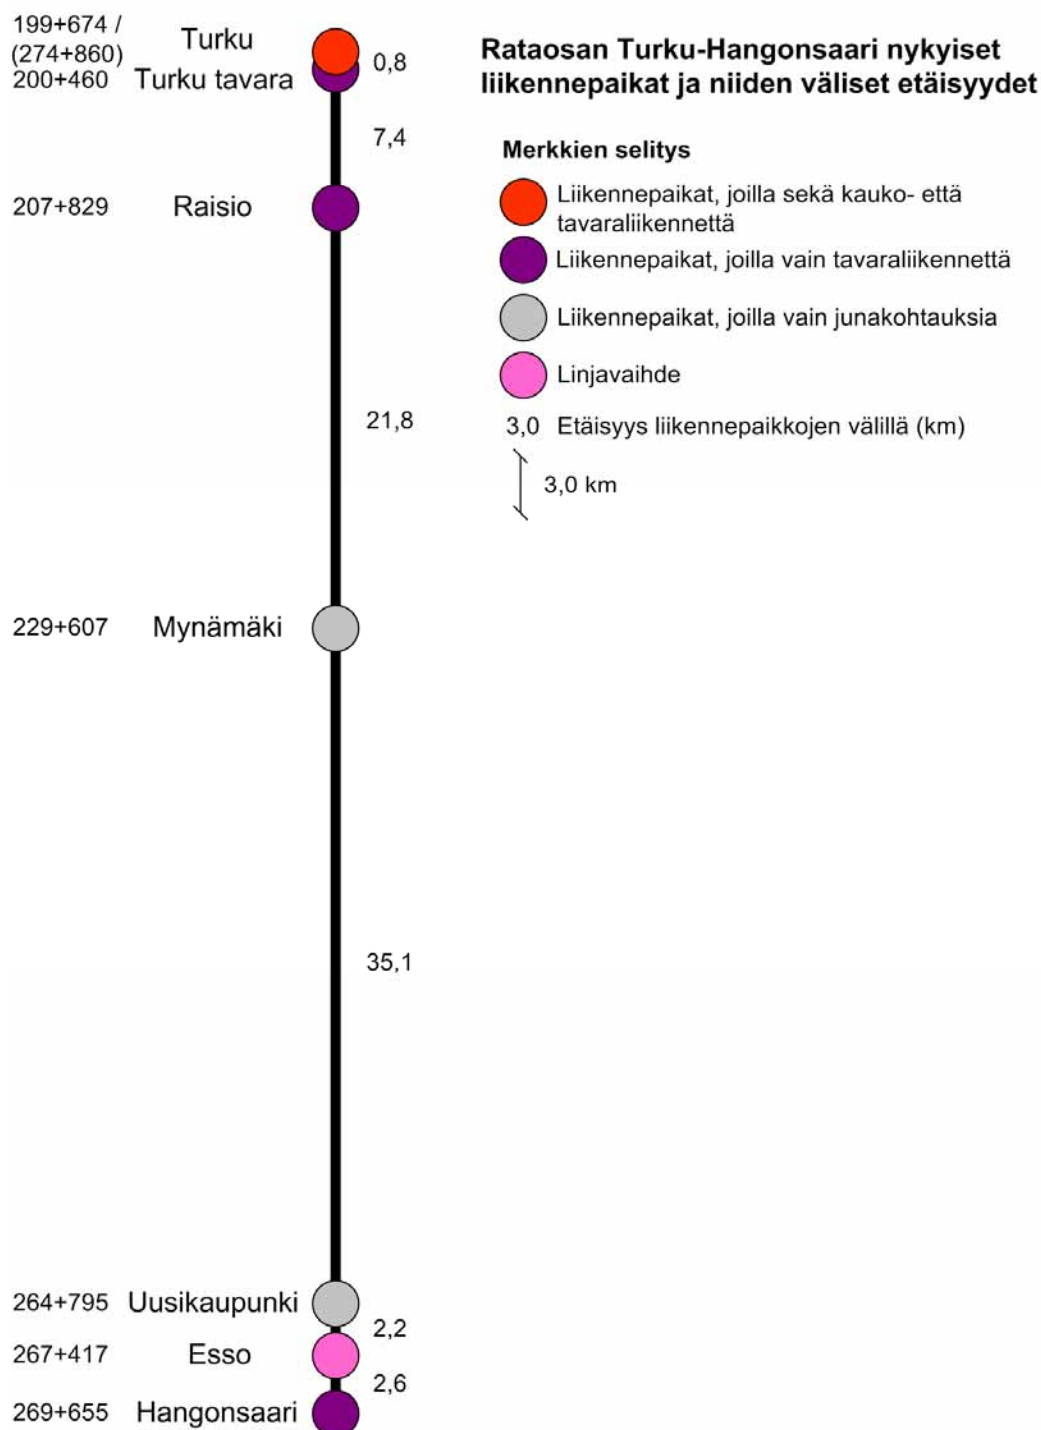 199+674 /
(274+860)
Turku
0,8
200+460
Turku tavara
7,4
207+829
Raisio
21,8
229+607
Mynämäki
35,1
264+795
Uusikaupunki
2,2
267+417
Esso
2,6
269+655
Hangonsaari
Rataosan Turku-Hangonsaari nykyiset
liikennepaikat ja niiden väliset etäisyydet
Merkkien selitys
Liikennepaikat, joilla sekä kauko- että
tavaraliikennettä
Liikennepaikat, joilla vain tavaraliikennettä
Liikennepaikat, joilla vain junakohtauksia
Linjavaihde
3,0 Etäisyys liikennepaikkojen välillä (km)
3,0 km